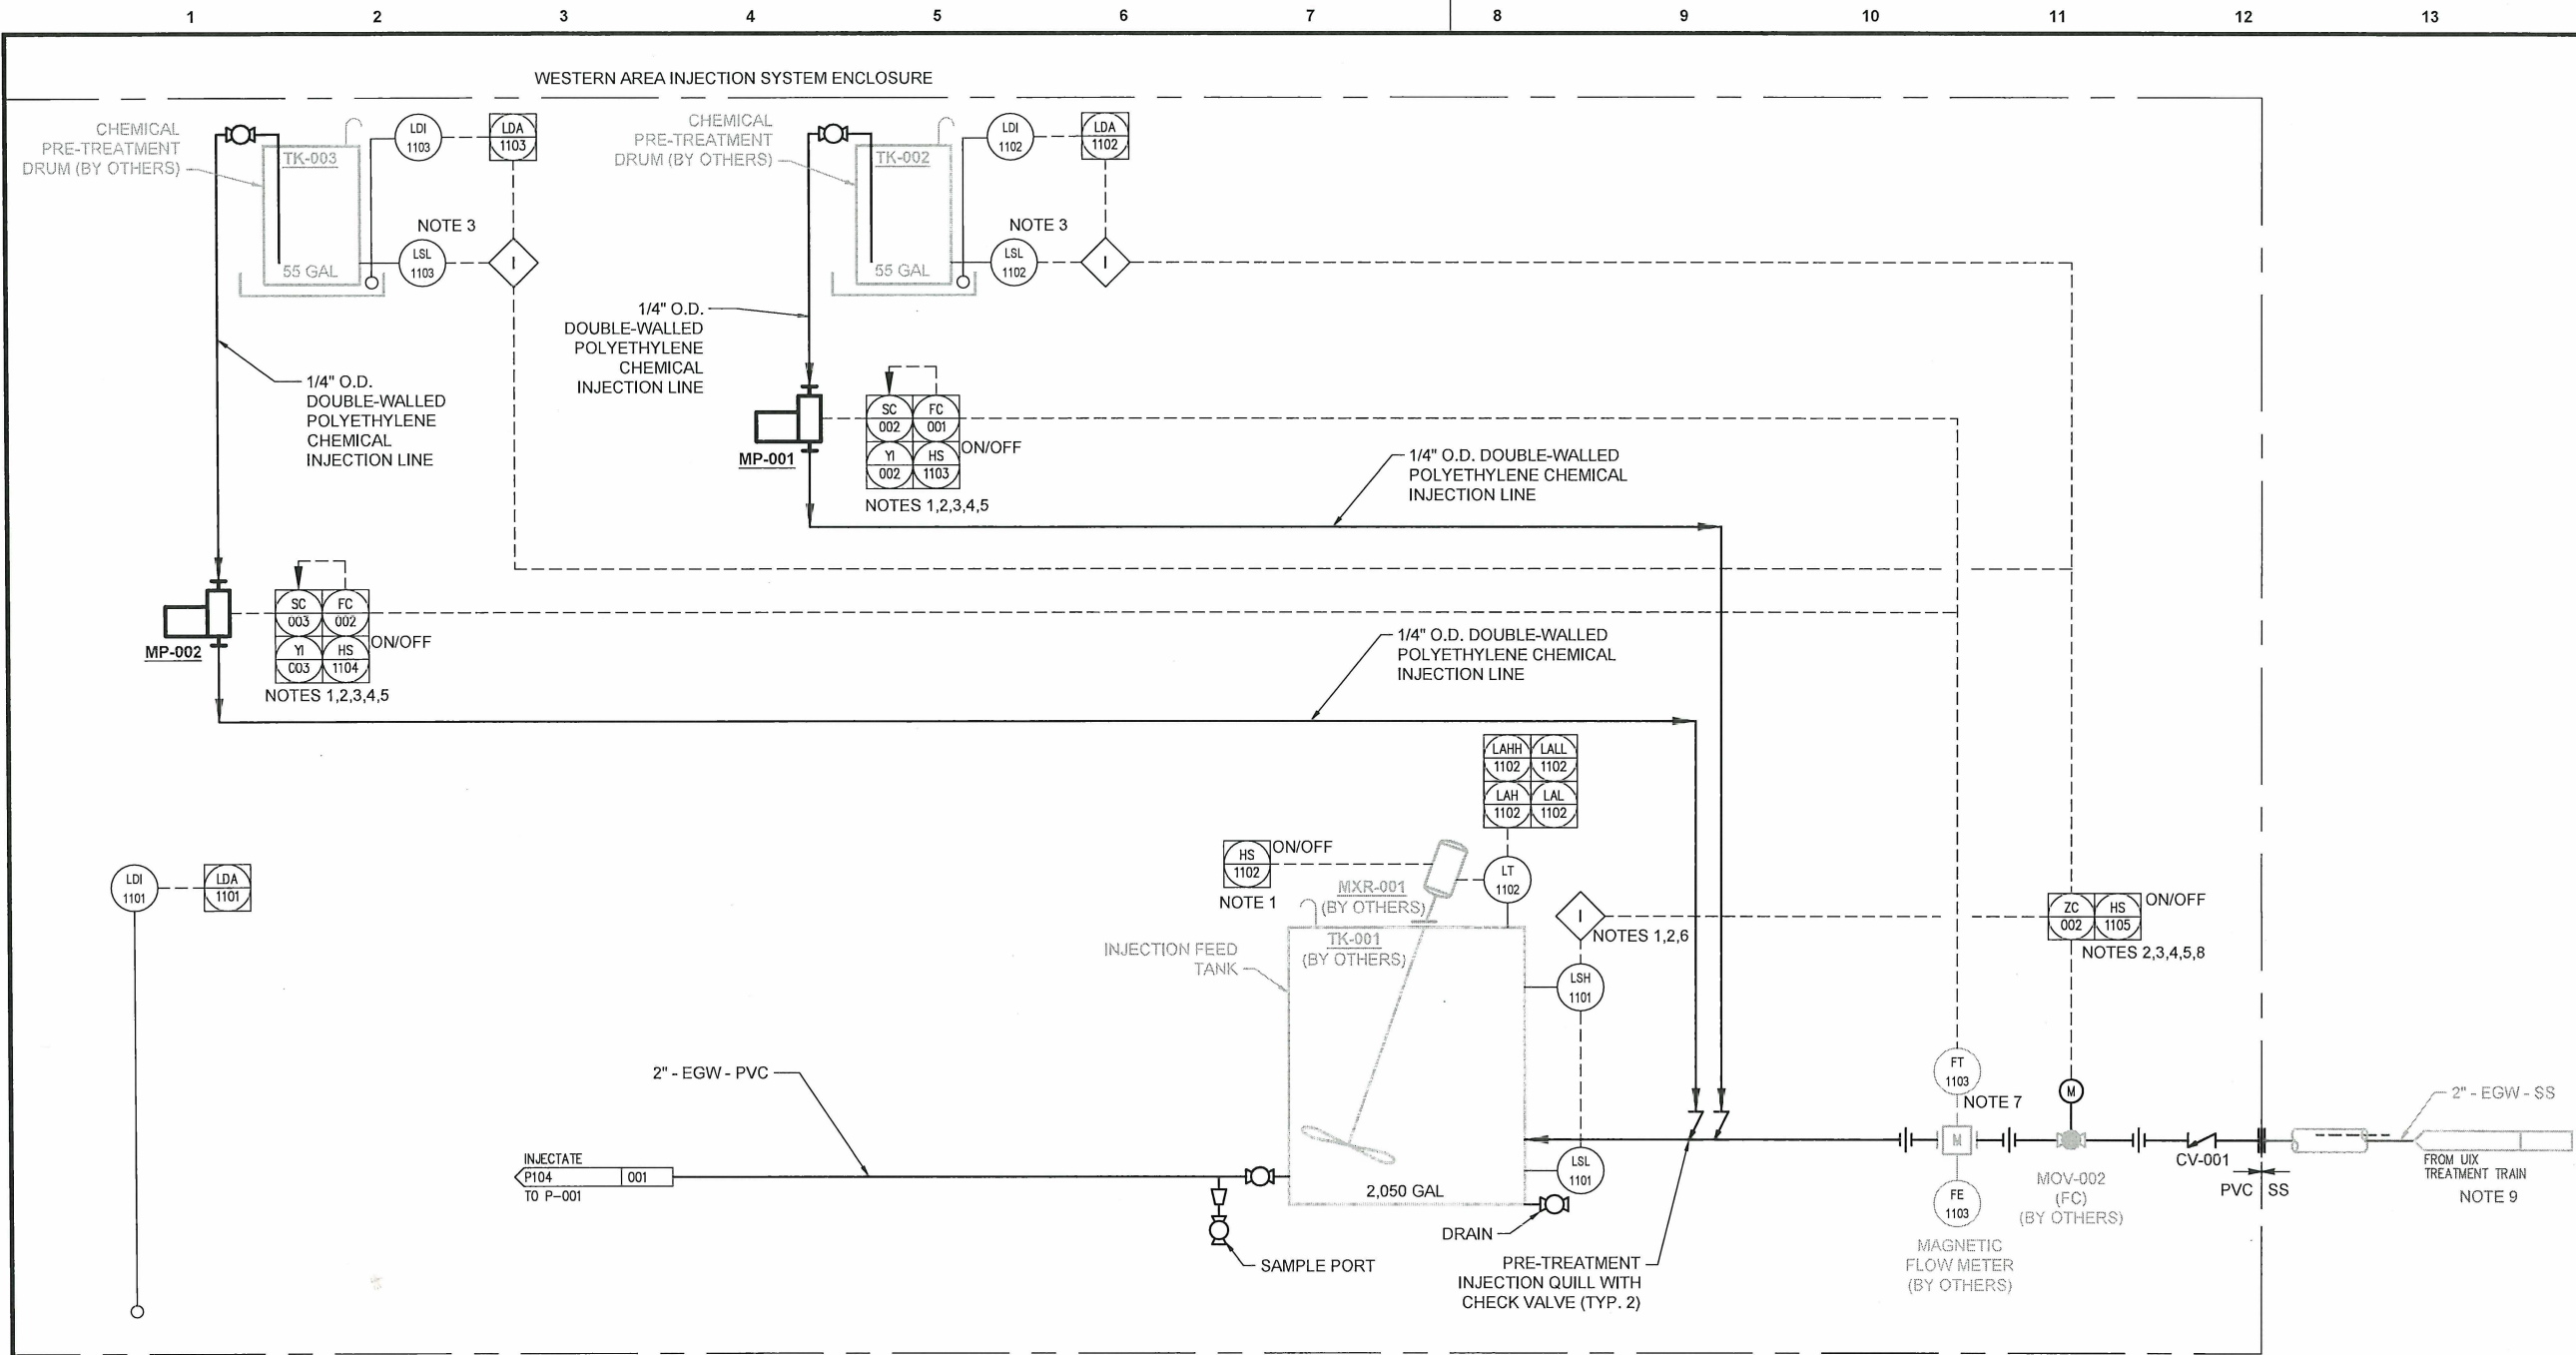 1 2 3 4 5 6 7 8 9 10 11 12 13
WESTERN AREA INJECTION SYSTEM ENCLOSURE
CHEMICAL
PRE-TREATMENT
DRUM (BY OTHERS)
TK-003
55 GAL
LDI
1103
LDA
1103
NOTE 3
LSL
1103
I
CHEMICAL
PRE-TREATMENT
DRUM (BY OTHERS)
TK-002
55 GAL
LDI
1102
LDA
1102
NOTE 3
LSL
1102
I
1/4" O.D.
DOUBLE-WALLED
POLYETHYLENE
CHEMICAL
INJECTION LINE
1/4" O.D.
DOUBLE-WALLED
POLYETHYLENE
CHEMICAL
INJECTION LINE
MP-001
SC
002
FC
001
YI
002
HS
1103
ON/OFF
NOTES 1,2,3,4,5
1/4" O.D. DOUBLE-WALLED
POLYETHYLENE CHEMICAL
INJECTION LINE
MP-002
SC
003
FC
002
YI
003
HS
1104
ON/OFF
NOTES 1,2,3,4,5
1/4" O.D. DOUBLE-WALLED
POLYETHYLENE CHEMICAL
INJECTION LINE
LAHH
1102
LALL
1102
LAH
1102
LAL
1102
LDI
1101
LDA
1101
HS
1102
ON/OFF
NOTE 1
MXR-001
(BY OTHERS)
LT
1102
I
NOTES 1,2,6
ZC
002
HS
1105
ON/OFF
NOTES 2,3,4,5,8
INJECTION FEED
TANK
TK-001
(BY OTHERS)
LSH
1101
2" - EGW - PVC
FT
1103
NOTE 7
M
M
2" - EGW - SS
INJECTATE
P104 001
TO P-001
LSL
1101
2,050 GAL
FE
1103
MOV-002
(FC)
(BY OTHERS)
CV-001
PVC SS
FROM UIX
TREATMENT TRAIN
NOTE 9
DRAIN
SAMPLE PORT
PRE-TREATMENT
INJECTION QUILL WITH
CHECK VALVE (TYP. 2)
MAGNETIC
FLOW METER
(BY OTHERS)